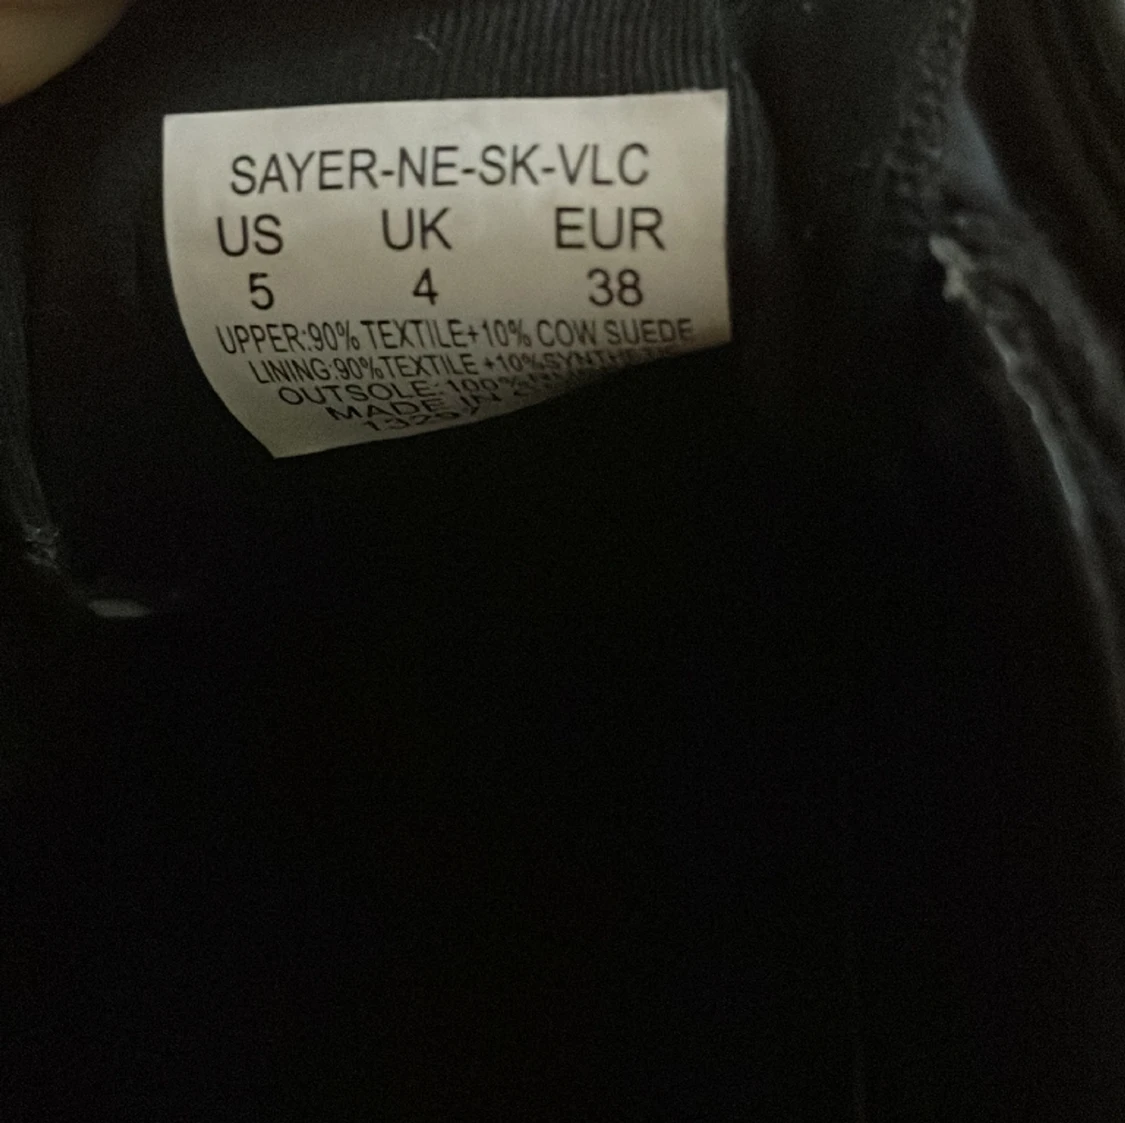 SAYER-NE-SK-VLC
US UK EUR
5 4 38
UPPER:90% TEXTILE+10% COW SUEDE
LINING:90%TEXTILE +10%SYNTHETIC
OUTSOLE:100%
MADE IN